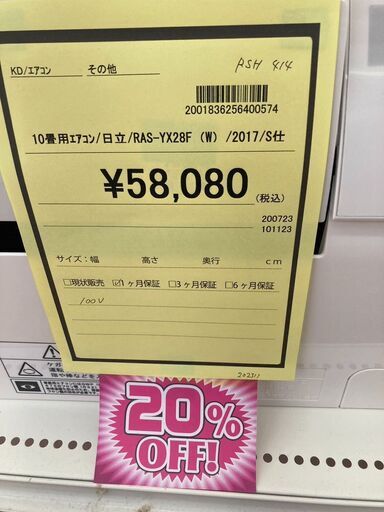 KD/エアコン その他
RSH 414
2001836256400574
10畳用エアコン/日立/RAS-YX28F (W) /2017/S仕
¥58,080(税込)
200723
101123
サイズ:幅 高さ 奥行 cm
□現状販売 ☑1ヶ月保証 □3ヶ月保証 □6ヶ月保証
100V
20%
OFF!